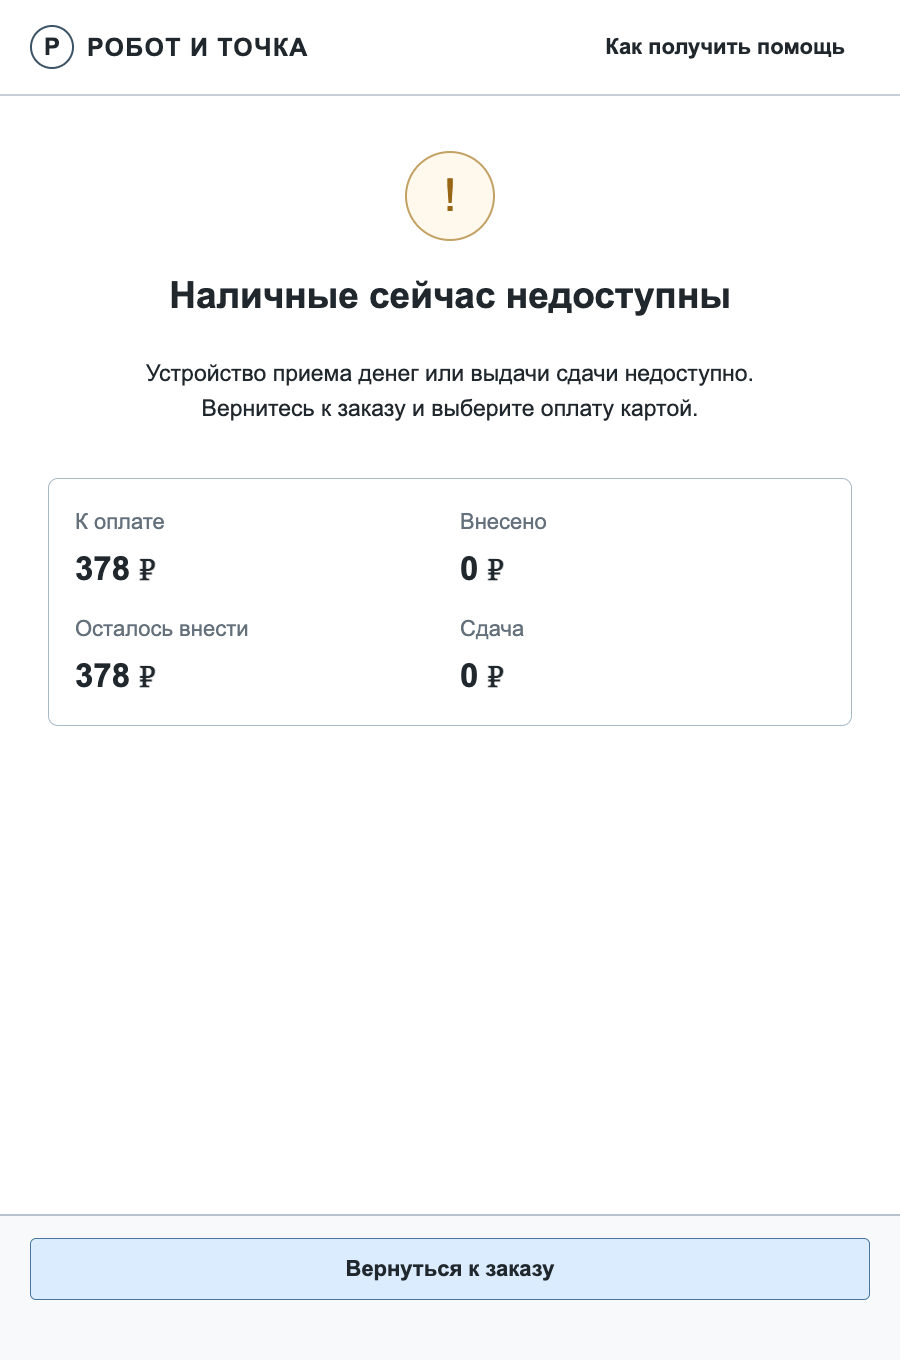 Р РОБОТ И ТОЧКА
Как получить помощь
!
Наличные сейчас недоступны
Устройство приема денег или выдачи сдачи недоступно.
Вернитесь к заказу и выберите оплату картой.
К оплате
378 ₽
Внесено
0 ₽
Осталось внести
378 ₽
Сдача
0 ₽
Вернуться к заказу